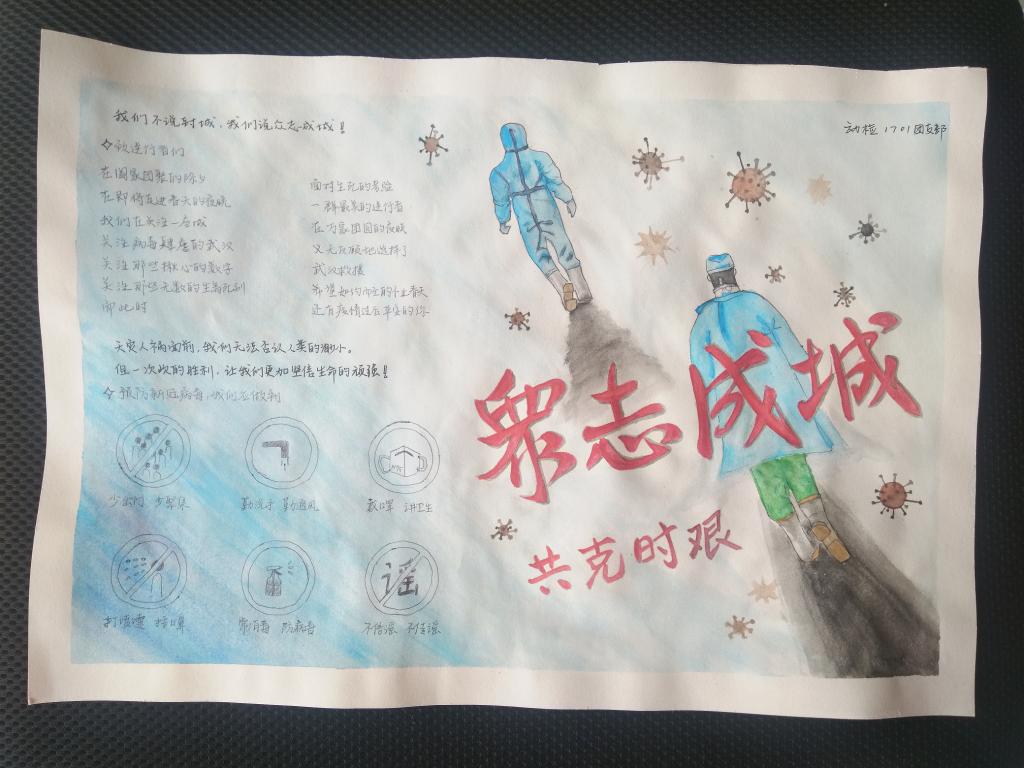 我们不说封城，我们说众志成城！
动检1701团支部
◇致逆行者们
在阖家团聚的除夕
在即将走进春天的夜晚
我们在关注一座城
关注病毒肆虐的武汉
关注那些揪心的数字
关注那些无数的生离死别
而此时
面对生死的考验
一群最美的逆行者
在万家团圆的夜晚
义无反顾地选择了
武汉救援
希望如约而至的不止春天
还有疫情过后平安的你
天灾人祸面前，我们无法否认人类的渺小。
但一次次的胜利，让我们更加坚信生命的顽强！
◇预防新冠病毒，我们应做到
少出门 少聚集
勤洗手 勤通风
戴口罩 讲卫生
打喷嚏 捂口罩
常消毒 防病毒
谣
不信谣 不传谣
眾志成城
共克时艰